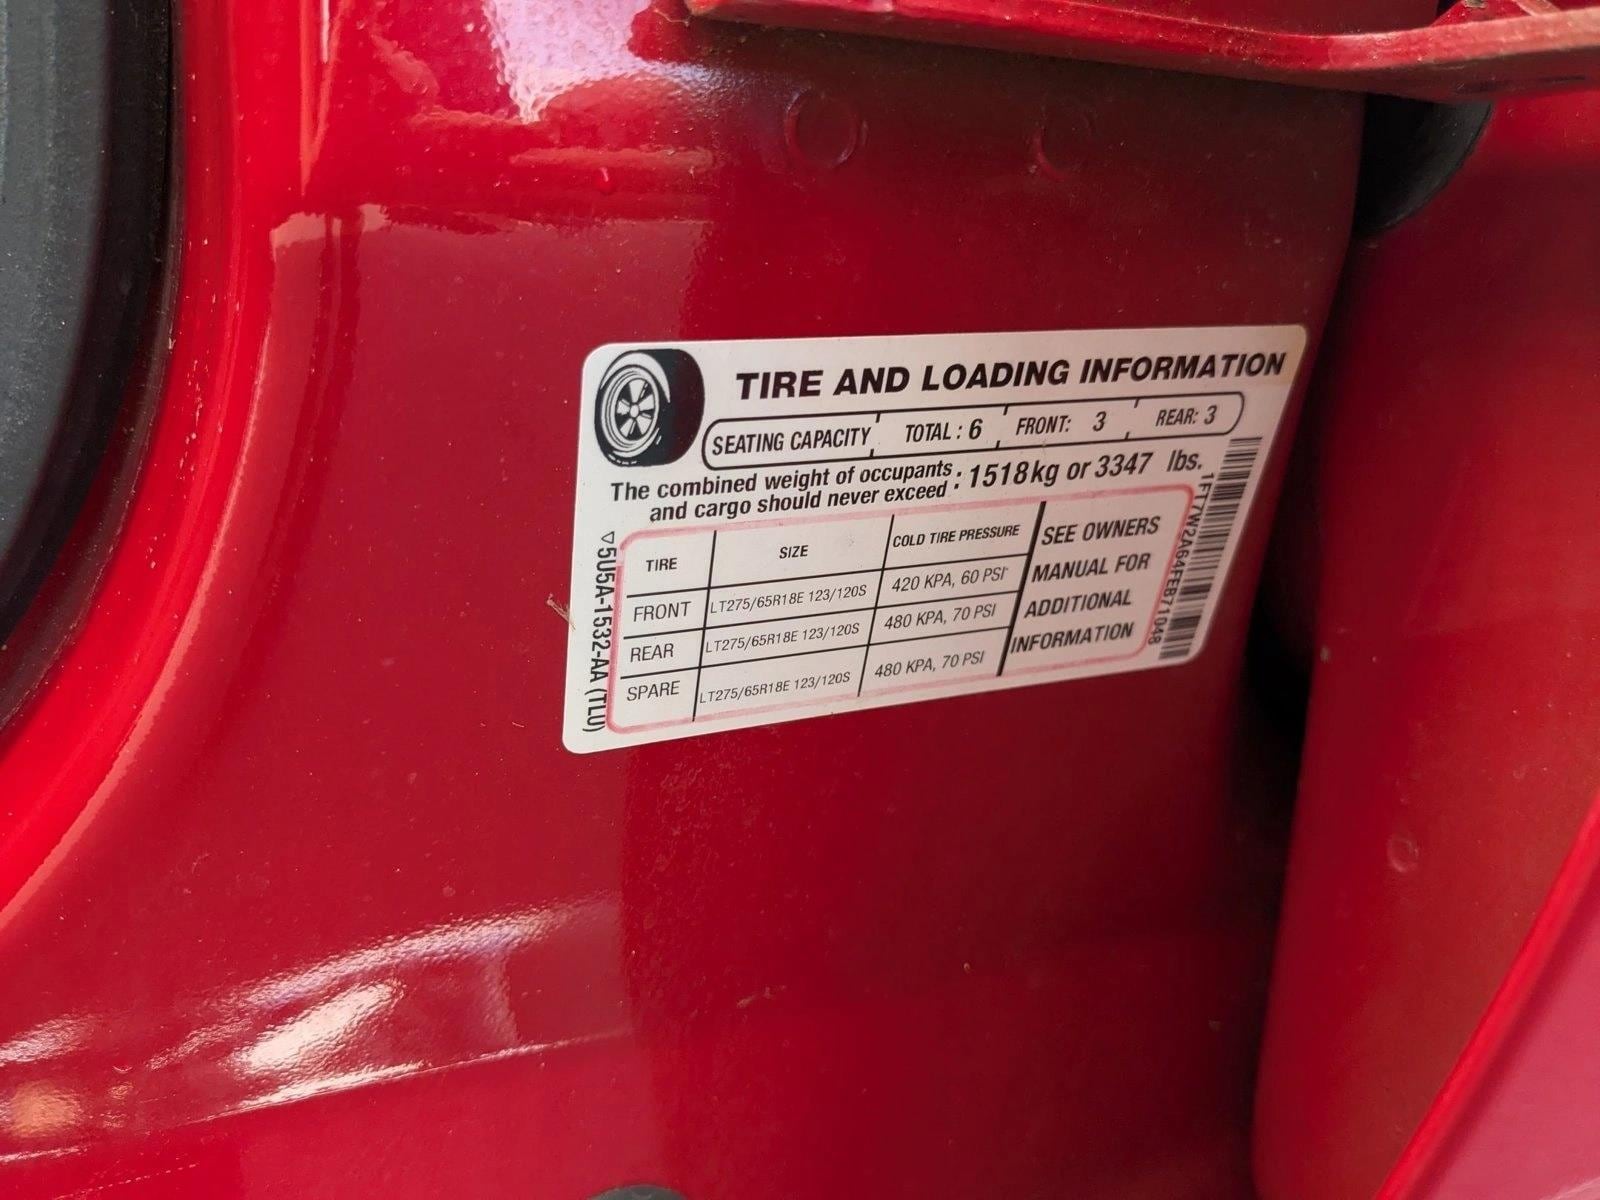 TIRE AND LOADING INFORMATION
SEATING CAPACITY TOTAL : 6 FRONT: 3 REAR: 3
The combined weight of occupants : 1518 kg or 3347 lbs.
and cargo should never exceed :
TIRE SIZE COLD TIRE PRESSURE
FRONT LT275/65R18E 123/120S 420 KPA, 60 PSI
REAR LT275/65R18E 123/120S 480 KPA, 70 PSI
SPARE LT275/65R18E 123/120S 480 KPA, 70 PSI
SEE OWNERS
MANUAL FOR
ADDITIONAL
INFORMATION
5U5A-1532-AA (TLU)
1FT7W2A64FEB71048